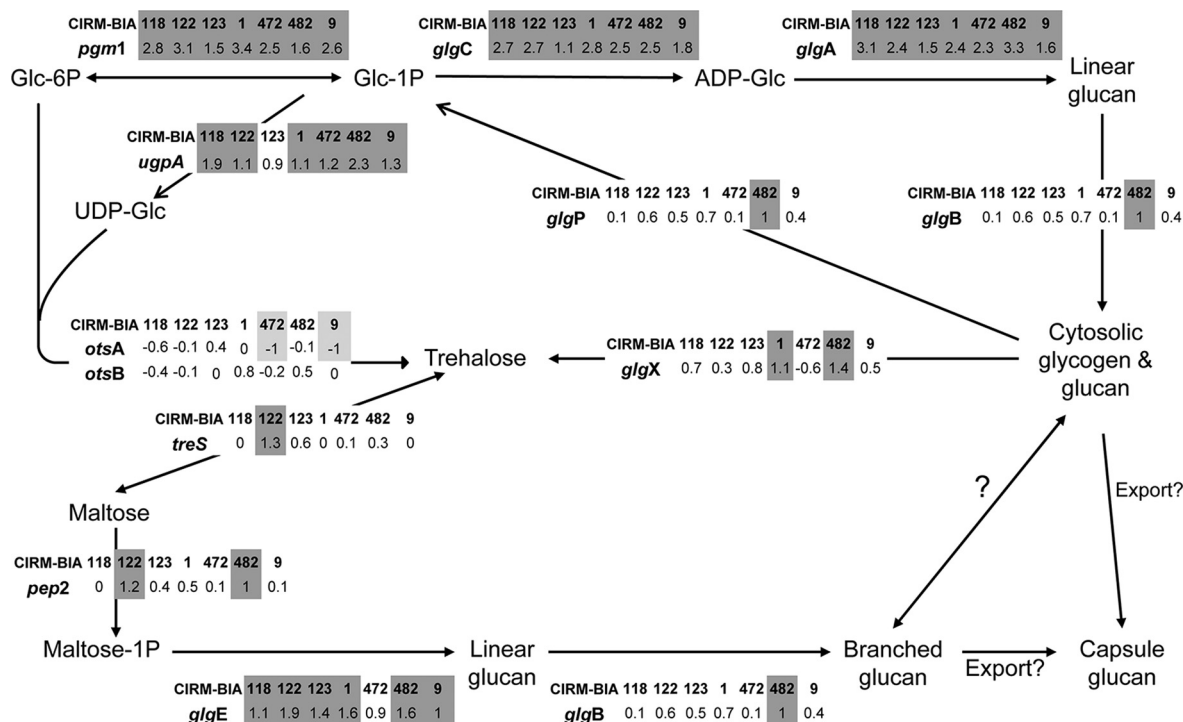 CIRM-BIA 118 122 123 1 472 482 9
pgm1 2.8 3.1 1.5 3.4 2.5 1.6 2.6
CIRM-BIA 118 122 123 1 472 482 9
glgC 2.7 2.7 1.1 2.8 2.5 2.5 1.8
CIRM-BIA 118 122 123 1 472 482 9
glgA 3.1 2.4 1.5 2.4 2.3 3.3 1.6
Glc-6P
Glc-1P
ADP-Glc
Linear
glucan
CIRM-BIA 118 122 123 1 472 482 9
ugpA 1.9 1.1 0.9 1.1 1.2 2.3 1.3
UDP-Glc
CIRM-BIA 118 122 123 1 472 482 9
glgP 0.1 0.6 0.5 0.7 0.1 1 0.4
CIRM-BIA 118 122 123 1 472 482 9
glgB 0.1 0.6 0.5 0.7 0.1 1 0.4
CIRM-BIA 118 122 123 1 472 482 9
otsA -0.6 -0.1 0.4 0 -1 -0.1 -1
otsB -0.4 -0.1 0 0.8 -0.2 0.5 0
Trehalose
CIRM-BIA 118 122 123 1 472 482 9
glgX 0.7 0.3 0.8 1.1 -0.6 1.4 0.5
Cytosolic
glycogen &
glucan
CIRM-BIA 118 122 123 1 472 482 9
treS 0 1.3 0.6 0 0.1 0.3 0
?
Export?
Maltose
CIRM-BIA 118 122 123 1 472 482 9
pep2 0 1.2 0.4 0.5 0.1 1 0.1
Maltose-1P
Linear
glucan
Branched
glucan
Export?
Capsule
glucan
CIRM-BIA 118 122 123 1 472 482 9
glgE 1.1 1.9 1.4 1.6 0.9 1.6 1
CIRM-BIA 118 122 123 1 472 482 9
glgB 0.1 0.6 0.5 0.7 0.1 1 0.4